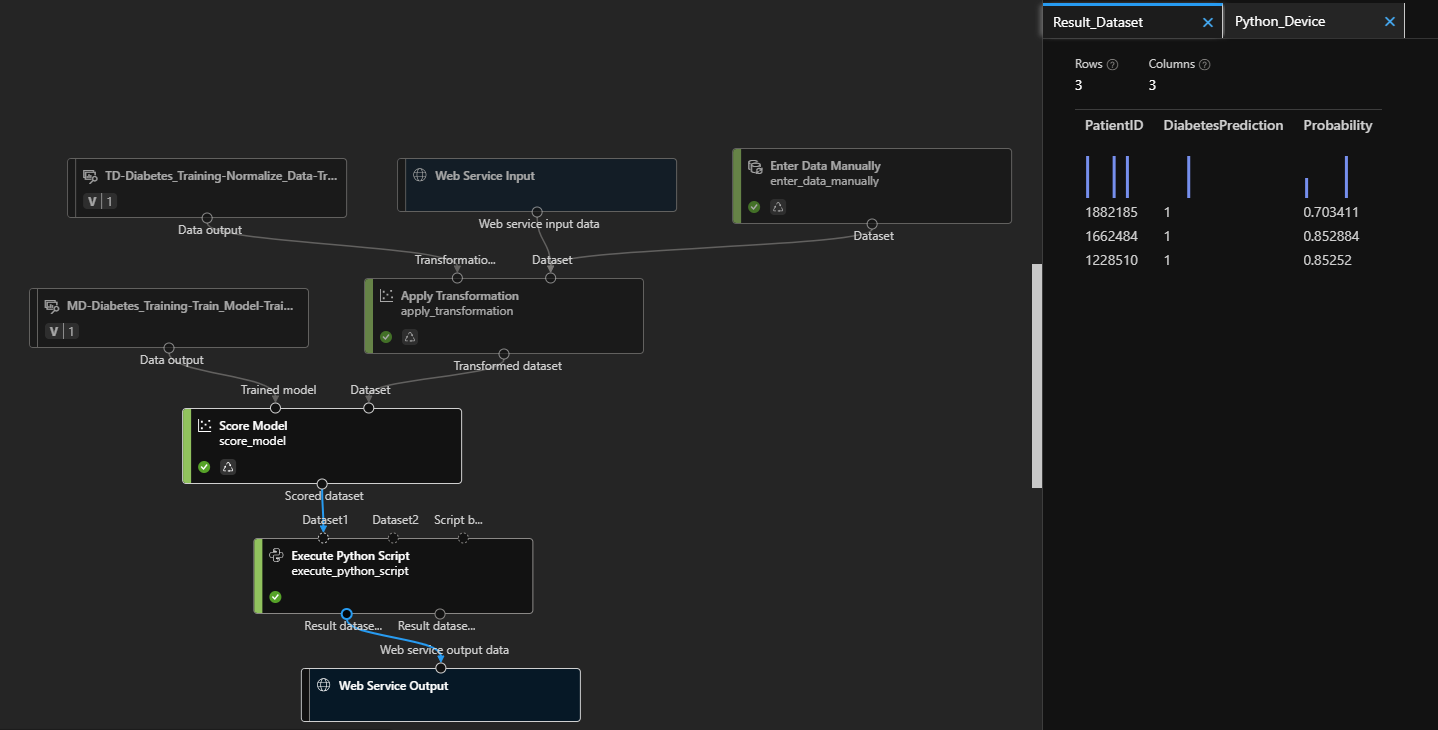 Result_Dataset
Python_Device
Rows
Columns
3
3
PatientID DiabetesPrediction Probability
1882185 1 0.703411
1662484 1 0.852884
1228510 1 0.85252
TD-Diabetes_Training-Normalize_Data-Tr...
V 1
Data output
Web Service Input
Web service input data
Enter Data Manually
enter_data_manually
Dataset
Transformatio...
Dataset
Apply Transformation
apply_transformation
Transformed dataset
MD-Diabetes_Training-Train_Model-Trai...
V 1
Data output
Trained model
Dataset
Score Model
score_model
Scored dataset
Dataset1
Dataset2
Script b...
Execute Python Script
execute_python_script
Result datase...
Result datase...
Web service output data
Web Service Output